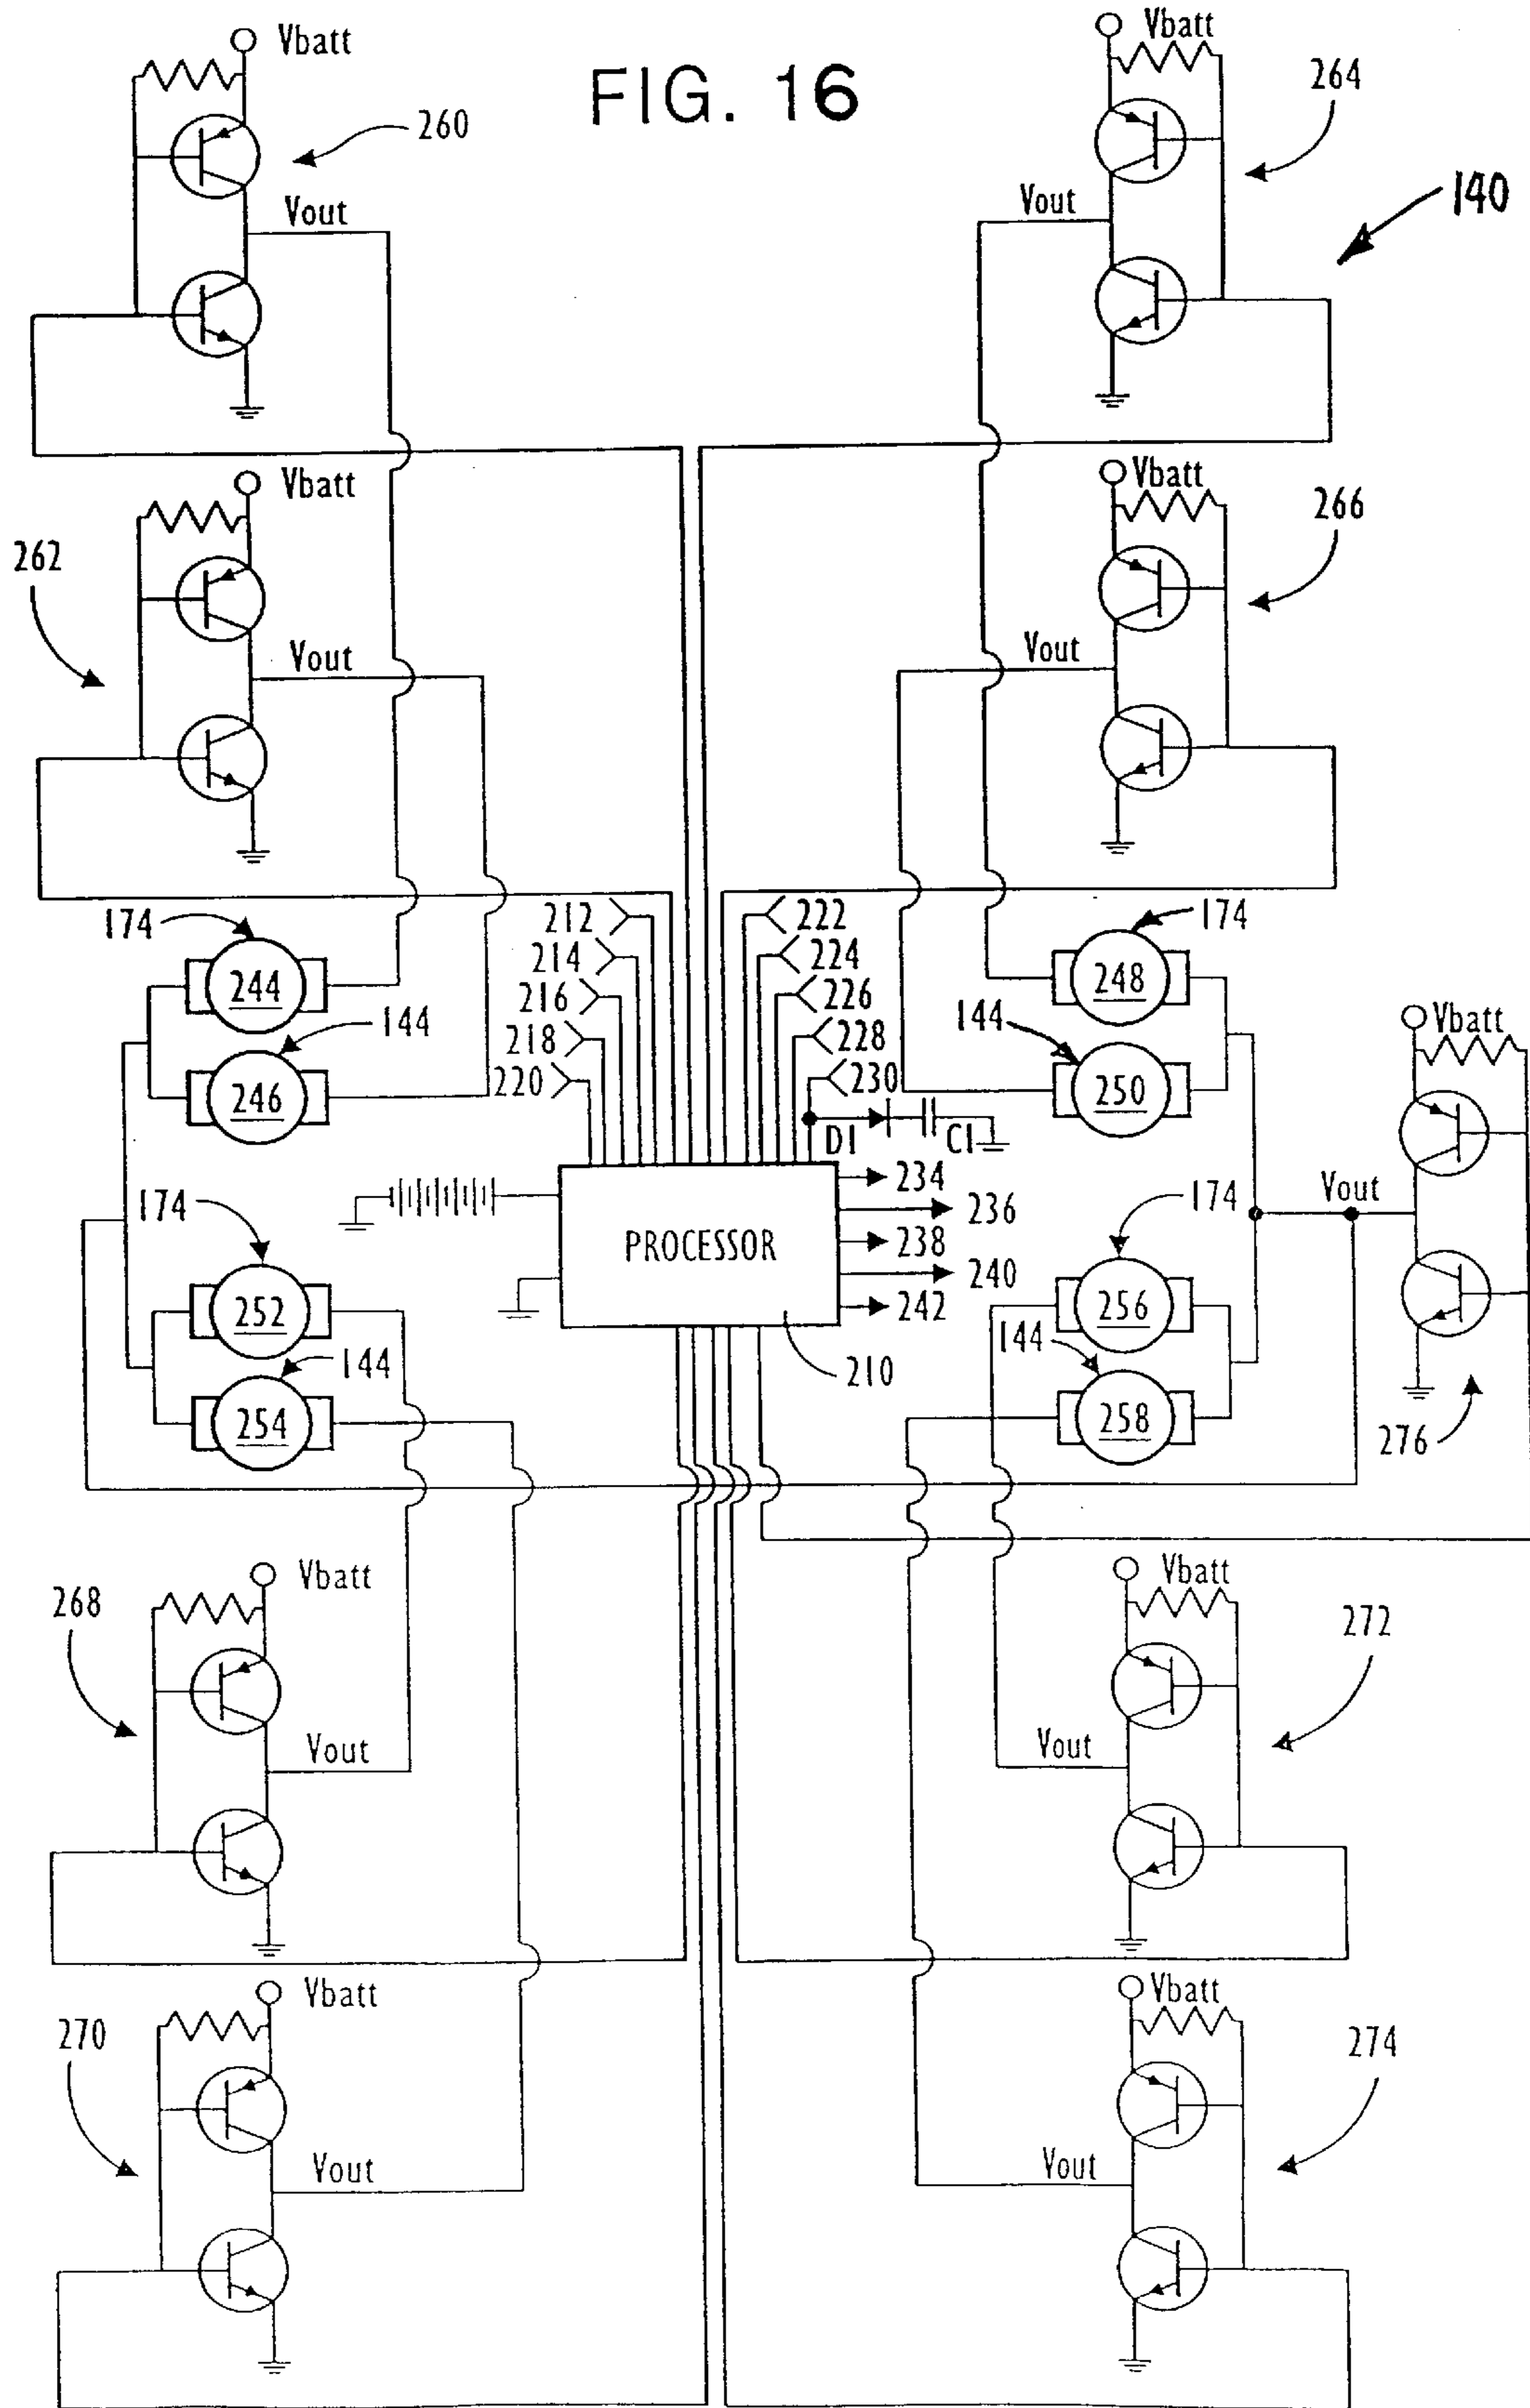 FIG. 16
Vbatt
260
Vout
Vbatt
264
140
Vout
Vbatt
262
Vout
Vbatt
266
Vout
174
244
144
246
212
214
216
218
220
222
224
226
228
230
D1
C1
174
248
144
250
Vbatt
174
252
144
254
PROCESSOR
210
234
236
238
240
242
174
256
144
258
Vout
276
Vbatt
268
Vout
Vbatt
272
Vout
Vbatt
270
Vout
Vbatt
274
Vout